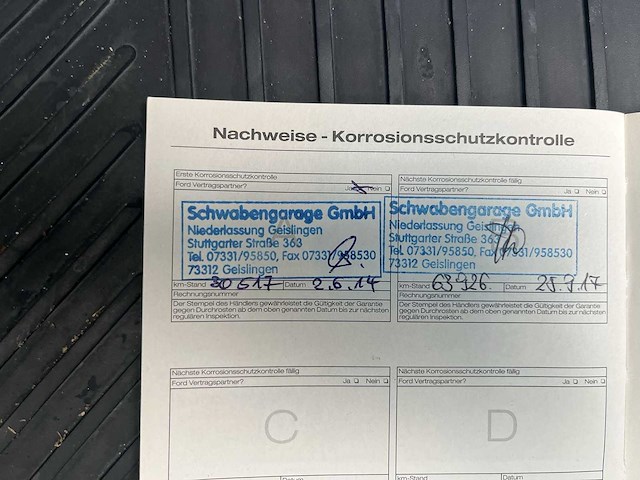 Nachweise - Korrosionsschutzkontrolle
Erste Korrosionsschutzkontrolle
Ford Vertragspartner? Ja Nein
Schwabengarage GmbH
Niederlassung Geislingen
Stuttgarter Straße 363
Tel. 07331/95850, Fax 07331/958530
73312 Geislingen
km-Stand 30617 Datum 2.6.14
Rechnungsnummer
Der Stempel des Händlers gewährleistet die Gültigkeit der Garantie
gegen Durchrosten ab dem oben genannten Datum bis zur nächsten
regulären Inspektion.
Nächste Korrosionsschutzkontrolle fällig
Ford Vertragspartner? Ja Nein
Schwabengarage GmbH
Niederlassung Geislingen
Stuttgarter Straße 363
Tel. 07331/95850, Fax 07331/958530
73312 Geislingen
km-Stand 63926. Datum 25.9.17
Rechnungsnummer
Der Stempel des Händlers gewährleistet die Gültigkeit der Garantie
gegen Durchrosten ab dem oben genannten Datum bis zur nächsten
regulären Inspektion.
Nächste Korrosionsschutzkontrolle fällig
Ford Vertragspartner? Ja Nein
C
Datum
Nächste Korrosionsschutzkontrolle fällig
Ford Vertragspartner? Ja Nein
D
km-Stand Datum